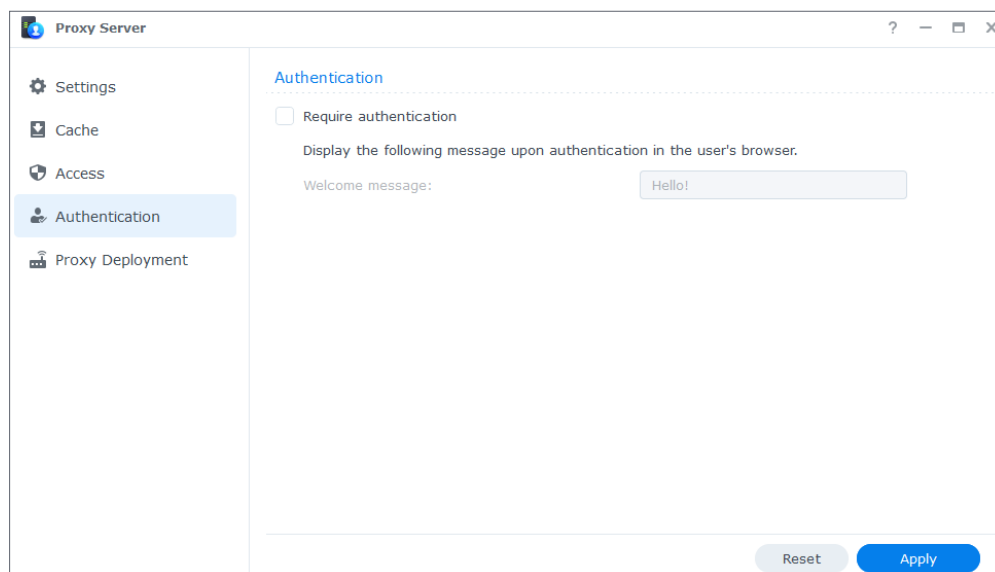 Proxy Server
?
Settings
Cache
Access
Authentication
Proxy Deployment
Authentication
Require authentication
Display the following message upon authentication in the user's browser.
Welcome message: Hello!
Reset Apply